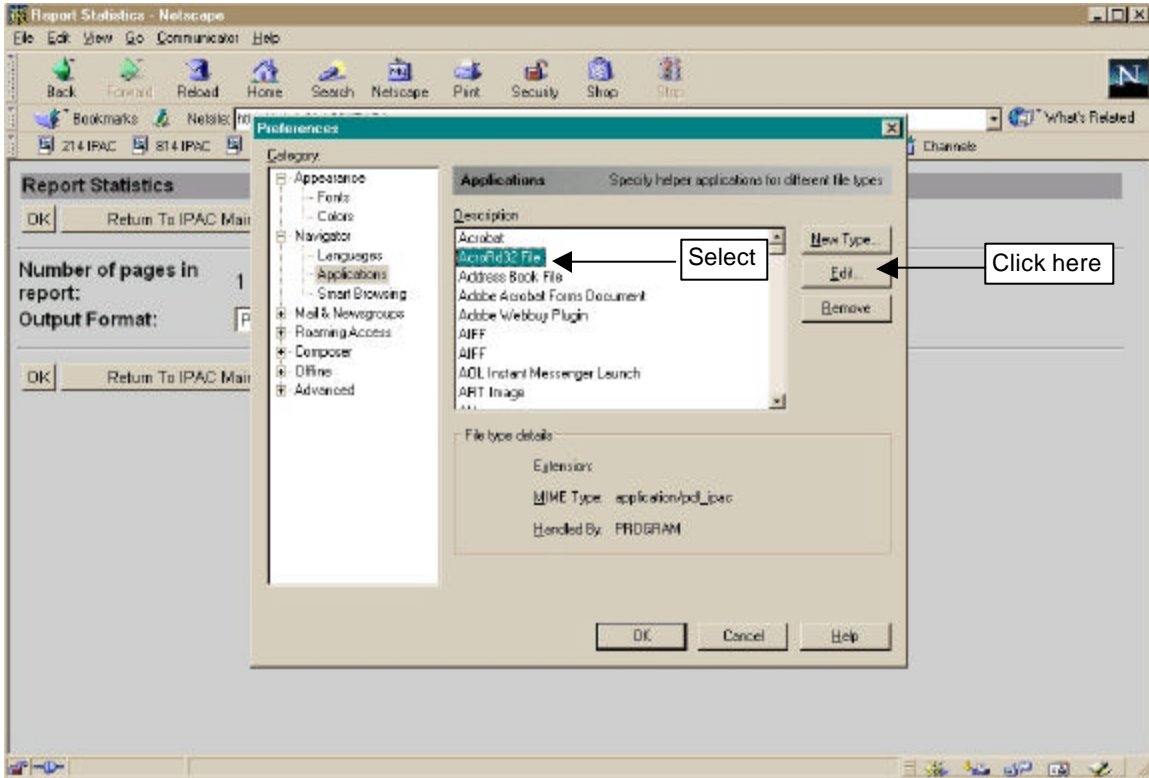 Report Statistics - Netscape
File Edit View Go Communicator Help
Back Forward Reload Home Search Netscape Print Security Shop Stop
Bookmarks Netsite: What's Related
214 IPAC 814 IPAC Channels
Preferences
Category:
Appearance
Fonts
Colors
Navigator
Languages
Applications
Smart Browsing
Mail & Newsgroups
Roaming Access
Composer
Offline
Advanced
Applications Specify helper applications for different file types
Description
Acrobat
AcroRd32 File
Address Book File
Adobe Acrobat Forms Document
Adobe Webbuy Plugin
AIFF
AIFF
AOL Instant Messenger Launch
ART Image
New Type...
Edit...
Remove
Select
Click here
File type details
Extension:
MIME Type: application/pdf_ipac
Handled By: PROGRAM
OK Cancel Help
Report Statistics
OK Return To IPAC Main
Number of pages in
report: 1
Output Format: P
OK Return To IPAC Main